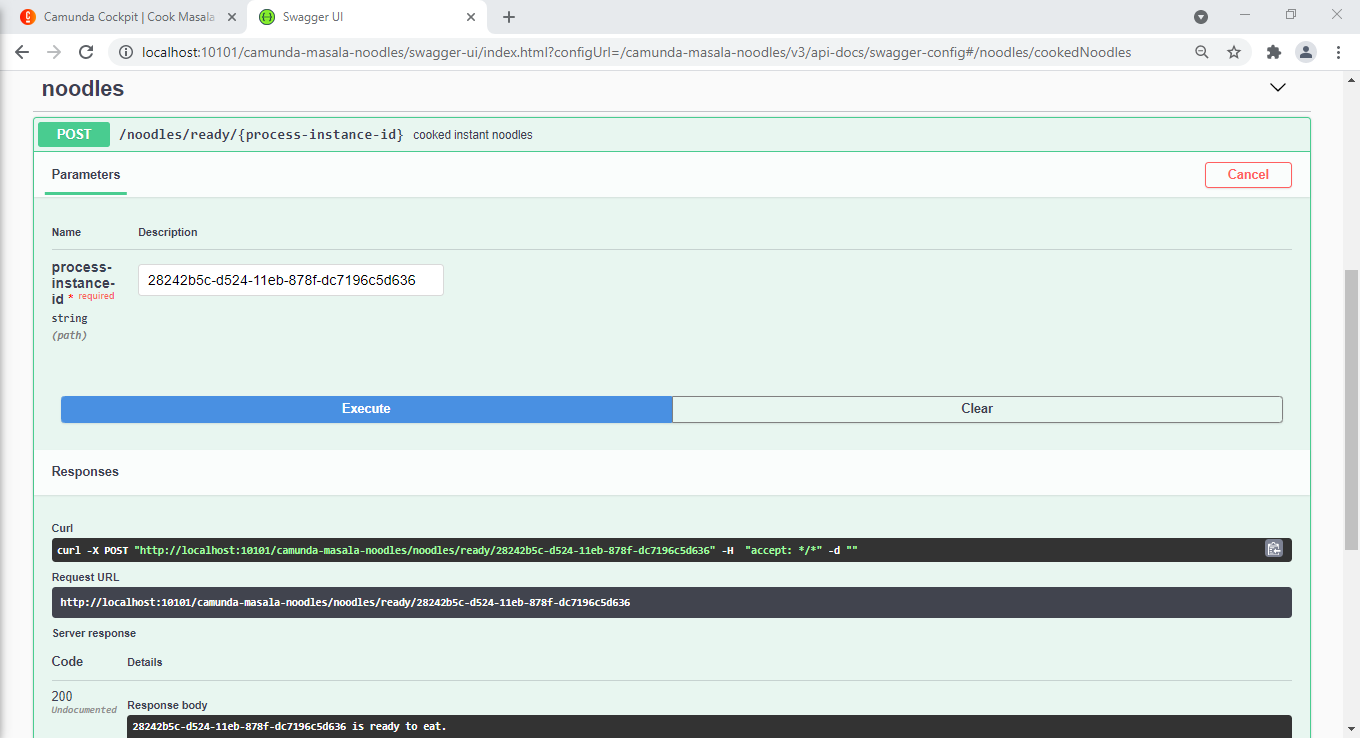 Camunda Cockpit | Cook Masala
Swagger UI
localhost:10101/camunda-masala-noodles/swagger-ui/index.html?configUrl=/camunda-masala-noodles/v3/api-docs/swagger-config#/noodles/cookedNoodles
noodles
POST /noodles/ready/{process-instance-id} cooked instant noodles
Parameters
Cancel
Name Description
process-
instance-
id * required
string
(path)
28242b5c-d524-11eb-878f-dc7196c5d636
Execute
Clear
Responses
Curl
curl -X POST "http://localhost:10101/camunda-masala-noodles/noodles/ready/28242b5c-d524-11eb-878f-dc7196c5d636" -H  "accept: */*" -d ""
Request URL
http://localhost:10101/camunda-masala-noodles/noodles/ready/28242b5c-d524-11eb-878f-dc7196c5d636
Server response
Code Details
200
Undocumented
Response body
28242b5c-d524-11eb-878f-dc7196c5d636 is ready to eat.